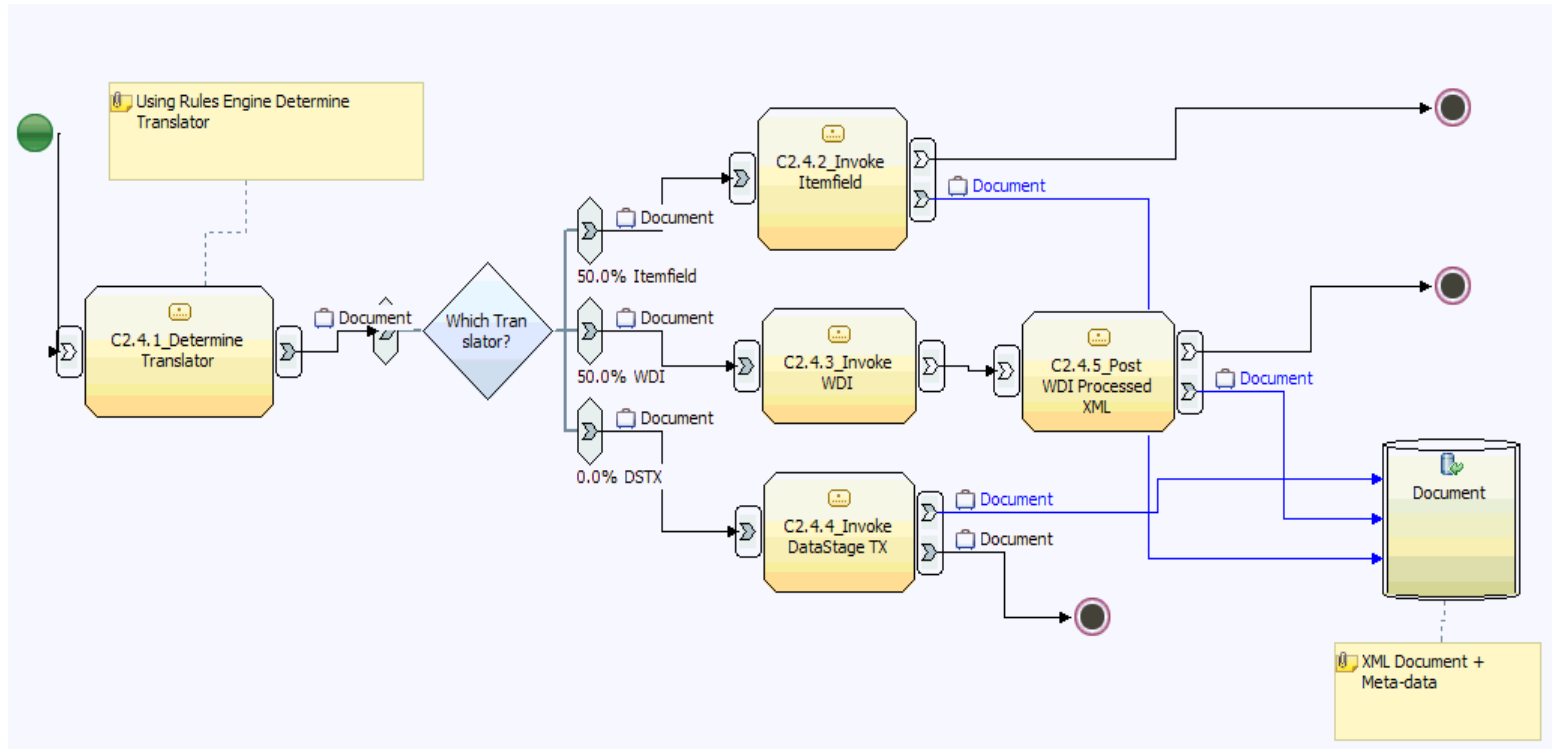 Using Rules Engine Determine
Translator
C2.4.1_Determine
Translator
Document
Which Tran
slator?
Document
50.0% Itemfield
Document
50.0% WDI
Document
0.0% DSTX
C2.4.2_Invoke
Itemfield
Document
C2.4.3_Invoke
WDI
C2.4.5_Post
WDI Processed
XML
Document
C2.4.4_Invoke
DataStage TX
Document
Document
Document
XML Document +
Meta-data